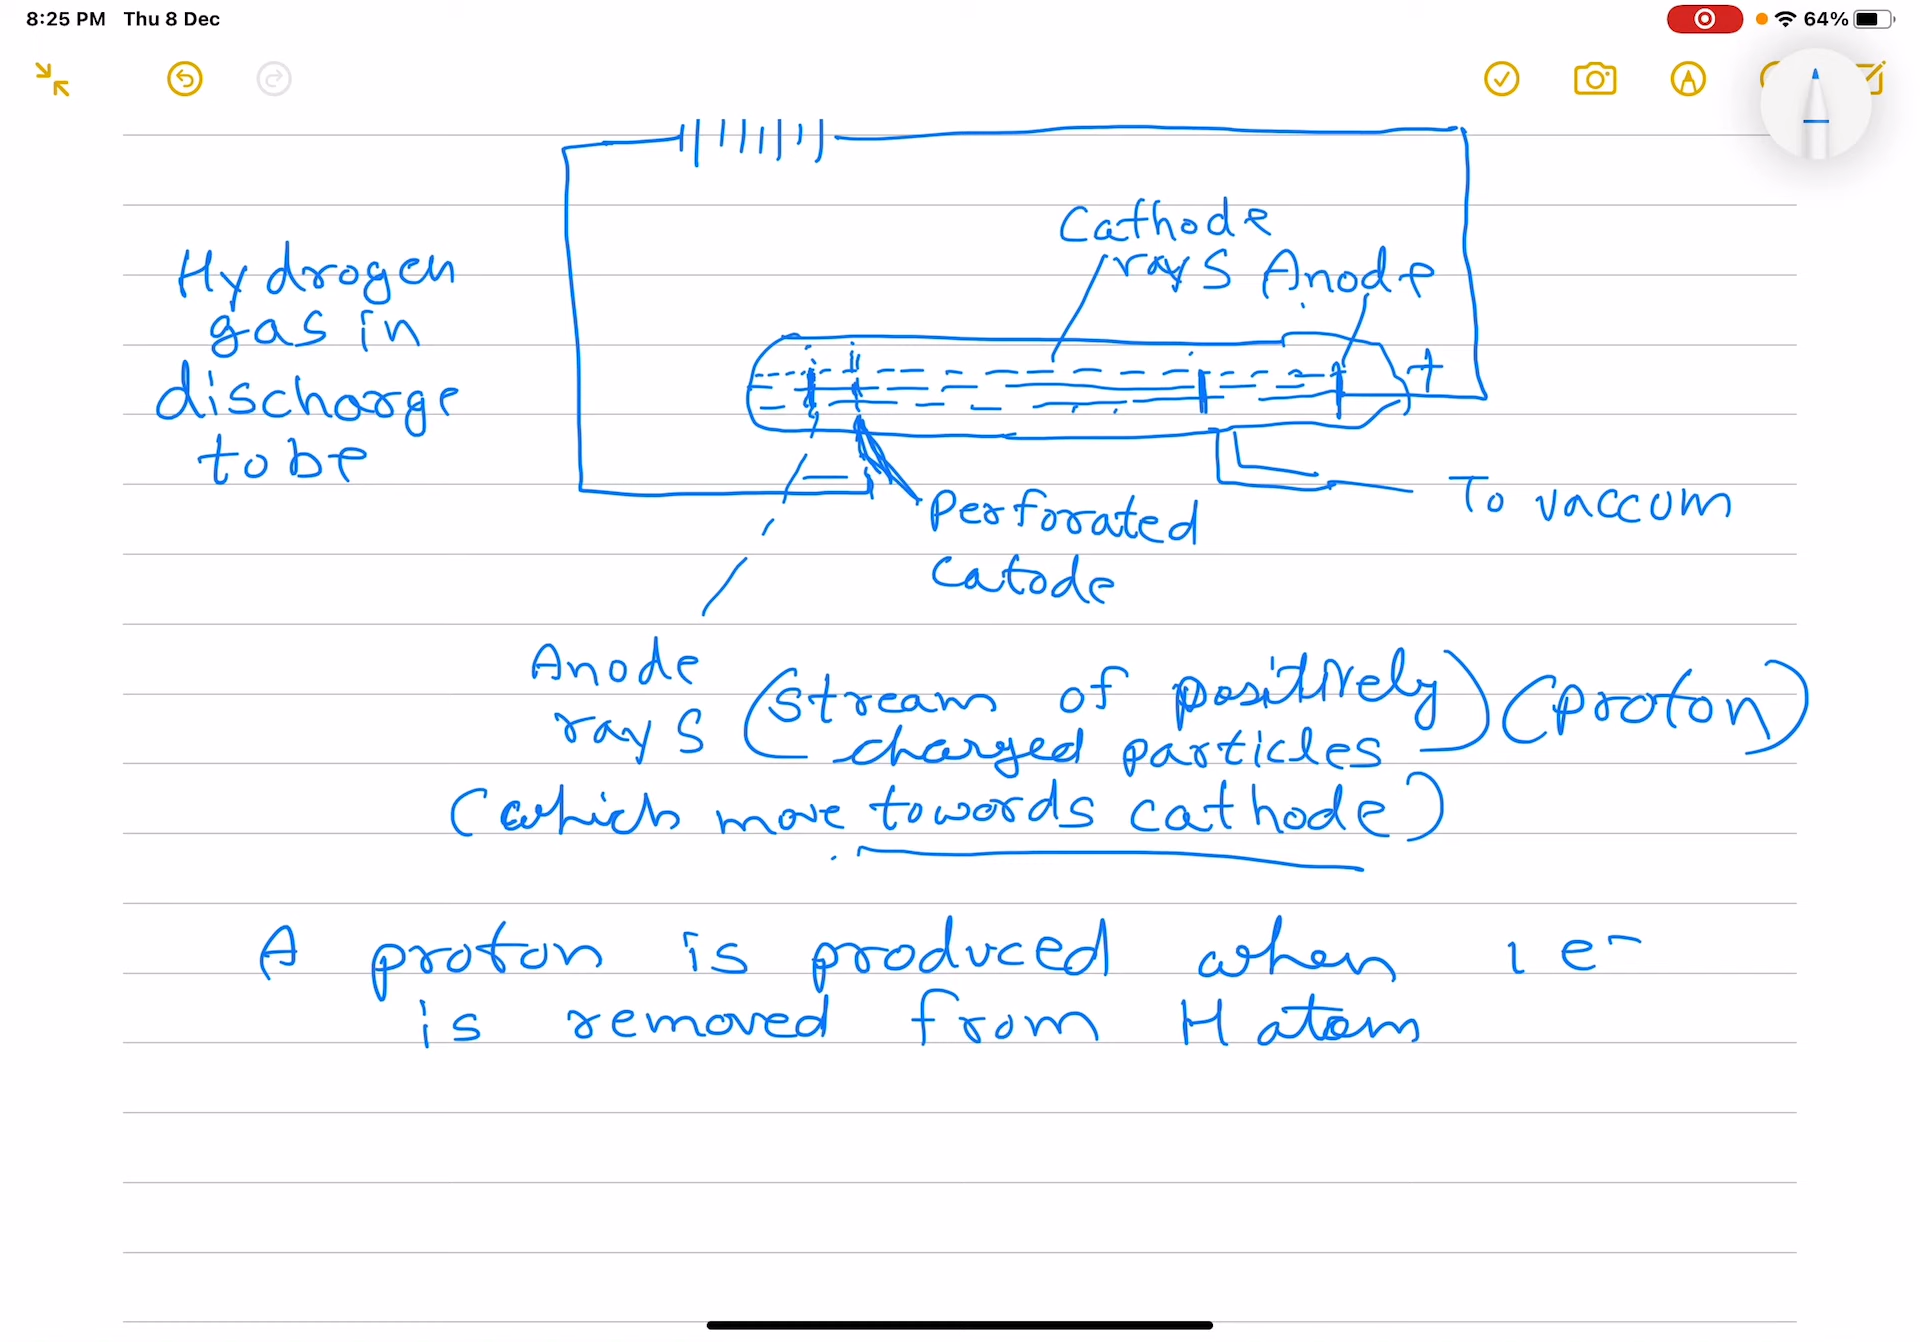 8:25 PM Thu 8 Dec
64%
Cathode
rays Anode
Hydrogen
gas in
discharge
tobe
+
−
Perforated
Catode
To vaccum
Anode
rays (stream of positively) (proton)
charged particles
(which move towords cathode)
A proton is produced when 1 e⁻
is removed from H atom